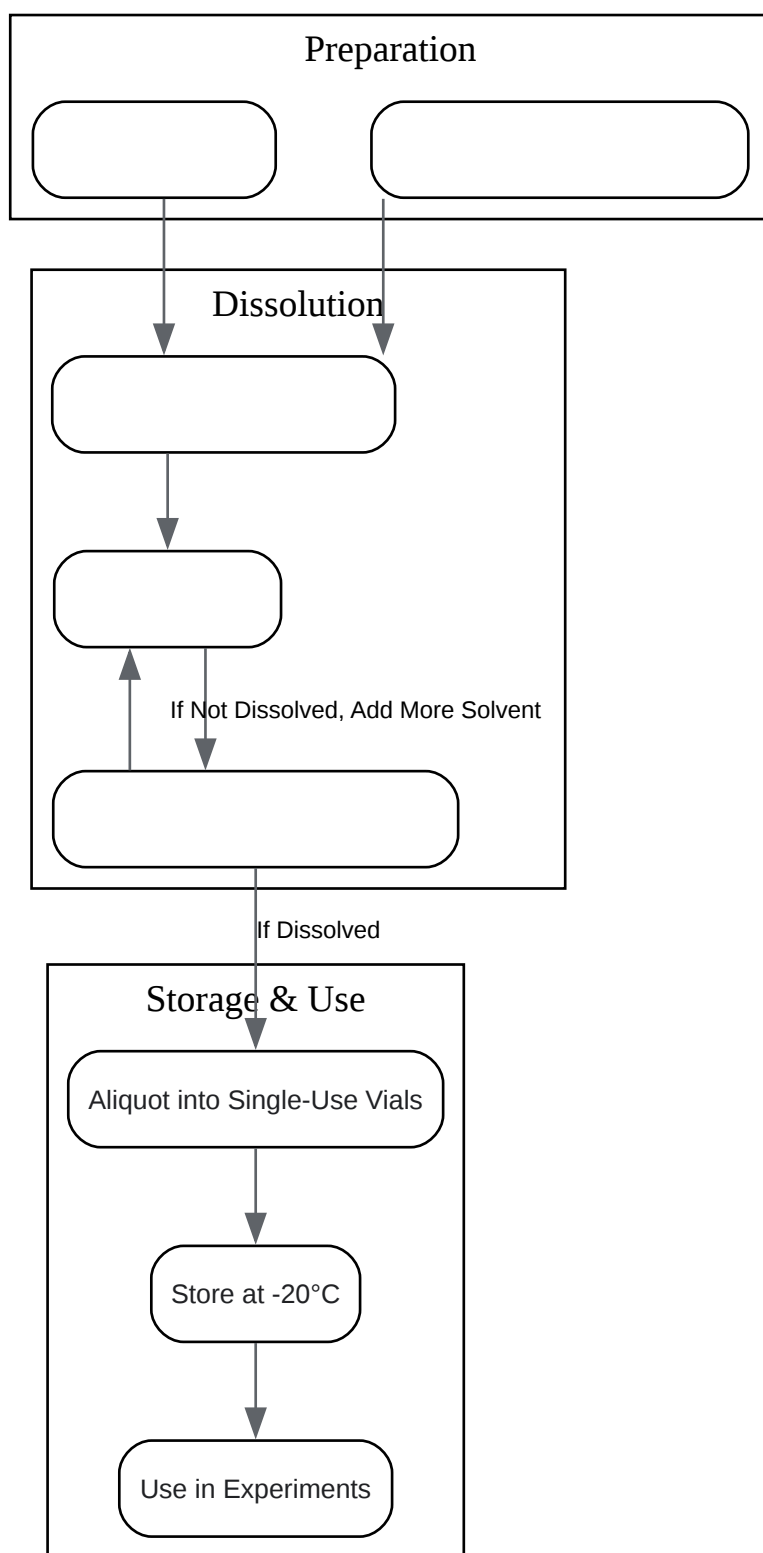 Preparation
Dissolution
If Not Dissolved, Add More Solvent
If Dissolved
Storage & Use
Aliquot into Single-Use Vials
Store at -20°C
Use in Experiments